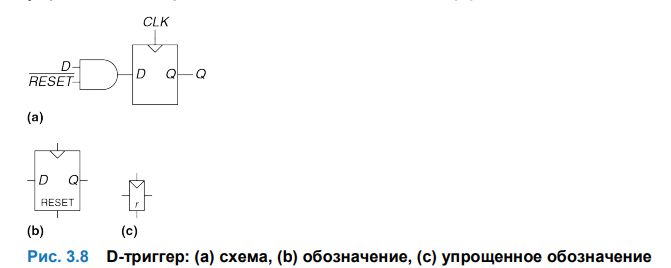 CLK
D
RESET
D Q Q
(a)
D Q
RESET
r
(b) (c)
Рис. 3.8 D-триггер: (a) схема, (b) обозначение, (c) упрощенное обозначение